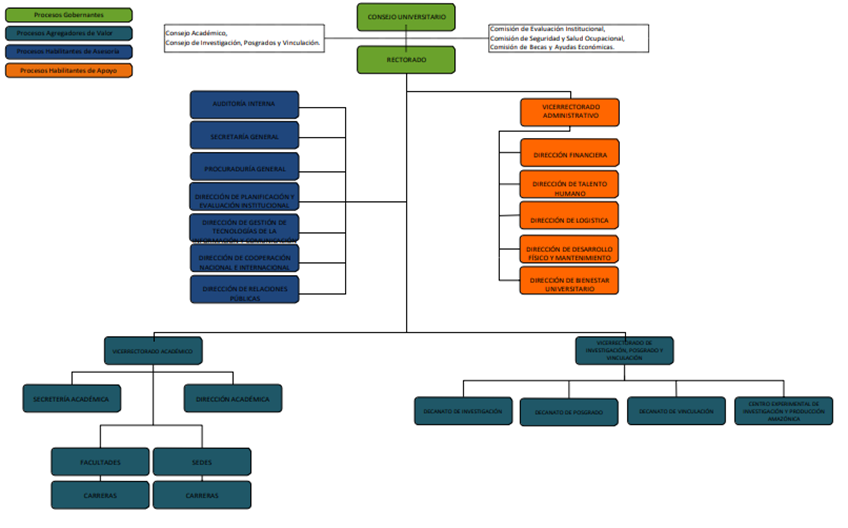 Procesos Gobernantes
Procesos Agregadores de Valor
Procesos Habilitantes de Asesoría
Procesos Habilitantes de Apoyo
CONSEJO UNIVERSITARIO
Consejo Académico,
Consejo de Investigación, Posgrados y Vinculación.
Comisión de Evaluación Institucional,
Comisión de Seguridad y Salud Ocupacional,
Comisión de Becas y Ayudas Económicas.
RECTORADO
AUDITORÍA INTERNA
SECRETARÍA GENERAL
PROCURADURÍA GENERAL
DIRECCIÓN DE PLANIFICACIÓN Y
EVALUACIÓN INSTITUCIONAL
DIRECCIÓN DE GESTIÓN DE
TECNOLOGÍAS DE LA
INFORMACIÓN Y COMUNICACIÓN
DIRECCIÓN DE COOPERACIÓN
NACIONAL E INTERNACIONAL
DIRECCIÓN DE RELACIONES
PÚBLICAS
VICERRECTORADO
ADMINISTRATIVO
DIRECCIÓN FINANCIERA
DIRECCIÓN DE TALENTO
HUMANO
DIRECCIÓN DE LOGISTICA
DIRECCIÓN DE DESARROLLO
FÍSICO Y MANTENIMIENTO
DIRECCIÓN DE BIENESTAR
UNIVERSITARIO
VICERRECTORADO ACADÉMICO
SECRETERÍA ACADÉMICA
DIRECCIÓN ACADÉMICA
FACULTADES
SEDES
CARRERAS
CARRERAS
VICERRECTORADO DE
INVESTIGACIÓN, POSGRADO Y
VINCULACIÓN
DECANATO DE INVESTIGACIÓN
DECANATO DE POSGRADO
DECANATO DE VINCULACIÓN
CENTRO EXPERIMENTAL DE
INVESTIGACIÓN Y PRODUCCIÓN
AMAZÓNICA